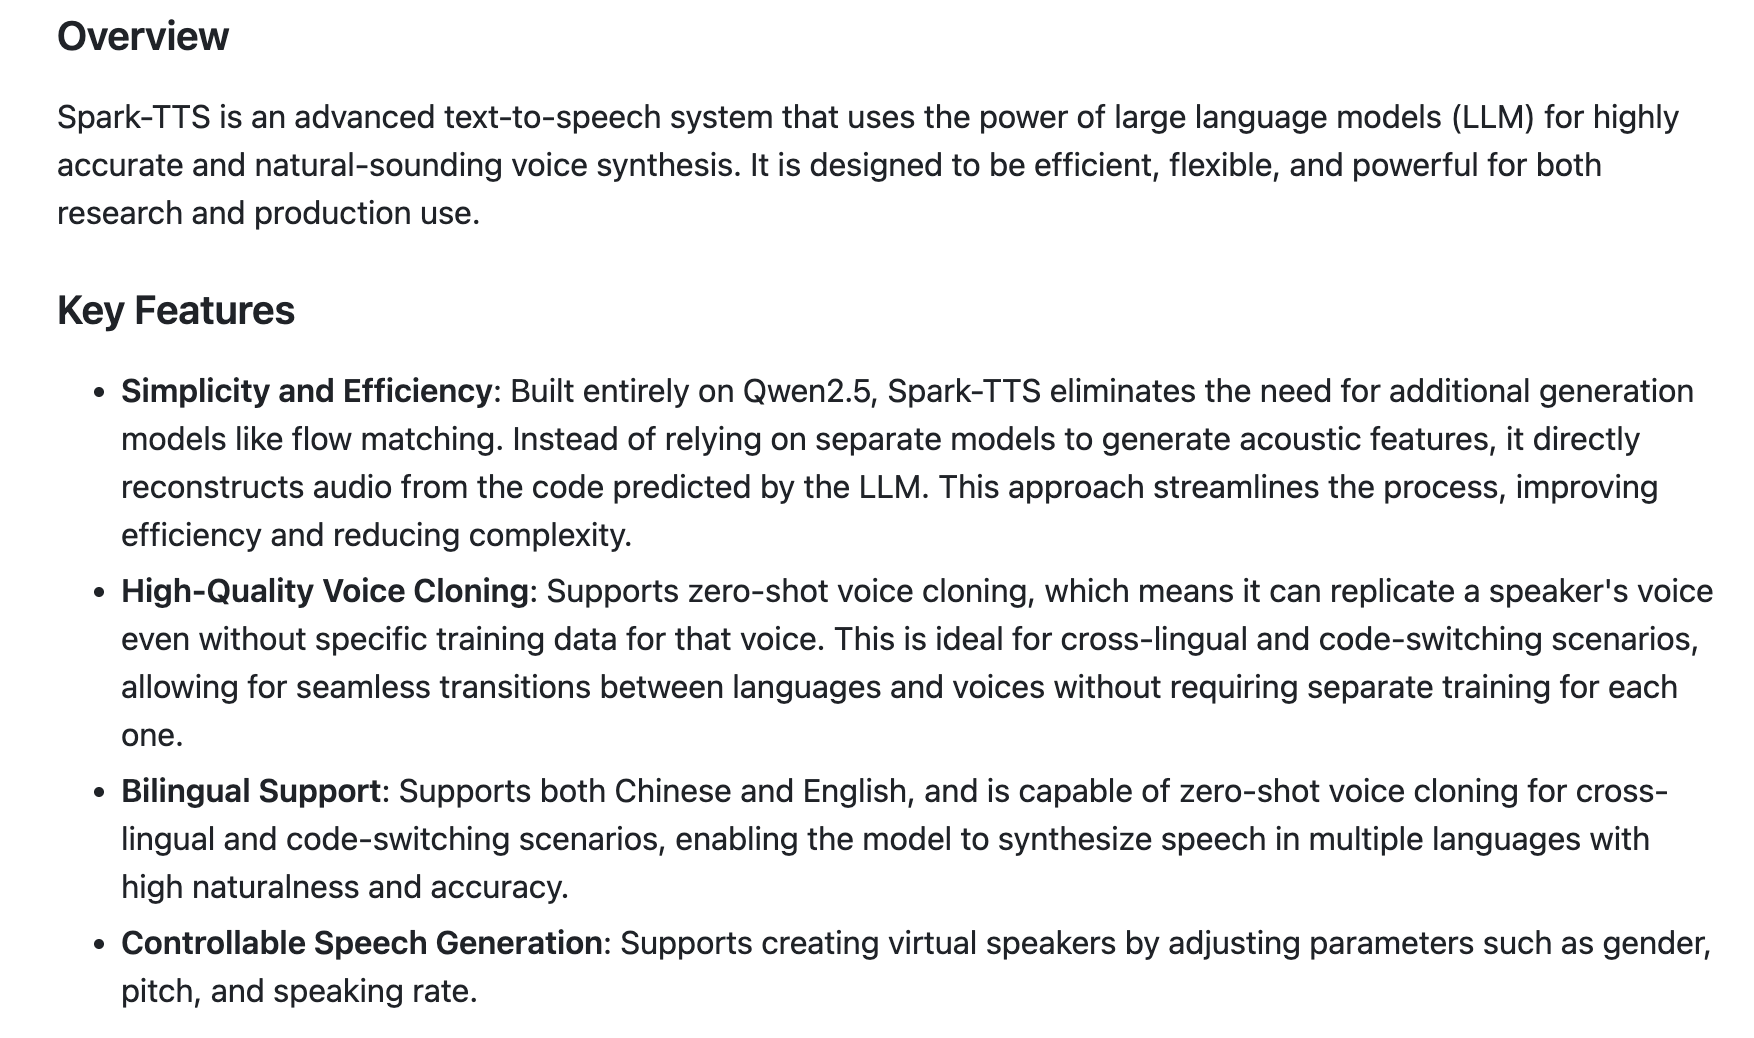 Overview
Spark-TTS is an advanced text-to-speech system that uses the power of large language models (LLM) for highly
accurate and natural-sounding voice synthesis. It is designed to be efficient, flexible, and powerful for both
research and production use.
Key Features
• Simplicity and Efficiency: Built entirely on Qwen2.5, Spark-TTS eliminates the need for additional generation
models like flow matching. Instead of relying on separate models to generate acoustic features, it directly
reconstructs audio from the code predicted by the LLM. This approach streamlines the process, improving
efficiency and reducing complexity.
• High-Quality Voice Cloning: Supports zero-shot voice cloning, which means it can replicate a speaker's voice
even without specific training data for that voice. This is ideal for cross-lingual and code-switching scenarios,
allowing for seamless transitions between languages and voices without requiring separate training for each
one.
• Bilingual Support: Supports both Chinese and English, and is capable of zero-shot voice cloning for cross-
lingual and code-switching scenarios, enabling the model to synthesize speech in multiple languages with
high naturalness and accuracy.
• Controllable Speech Generation: Supports creating virtual speakers by adjusting parameters such as gender,
pitch, and speaking rate.